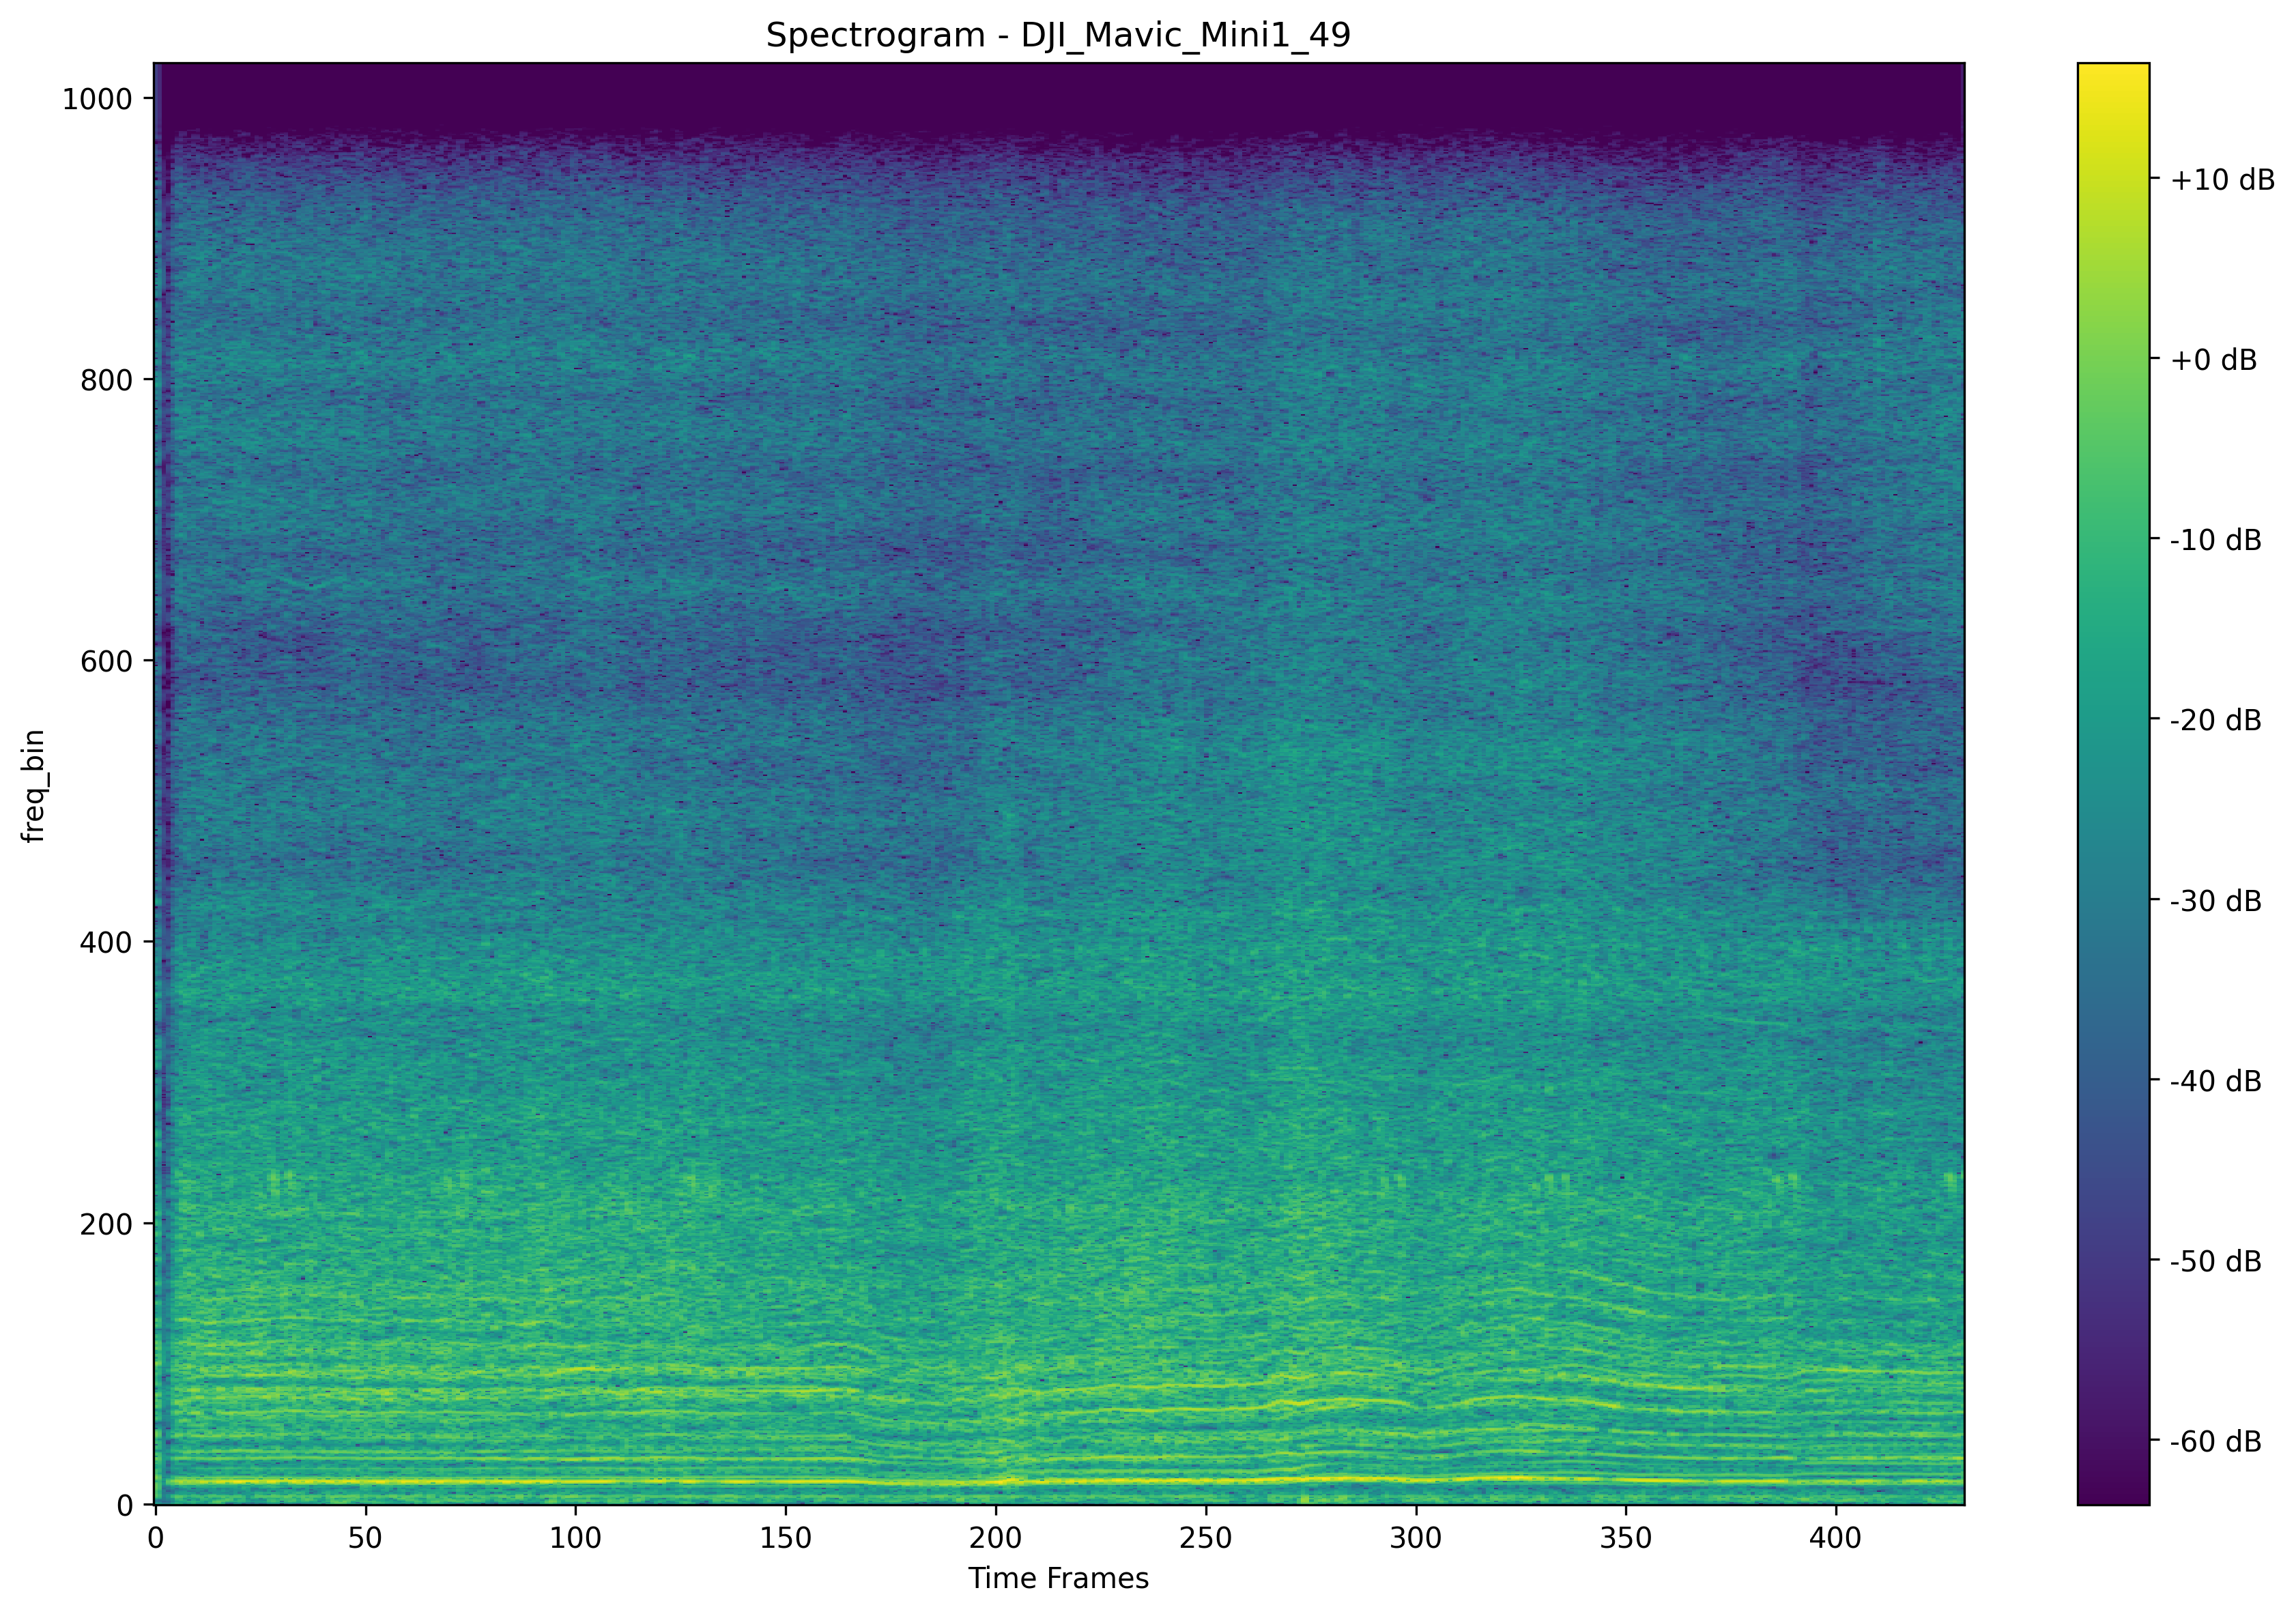 Spectrogram - DJI_Mavic_Mini1_49
1000
800
600
400
200
0
freq_bin
0 50 100 150 200 250 300 350 400
Time Frames
+10 dB
+0 dB
-10 dB
-20 dB
-30 dB
-40 dB
-50 dB
-60 dB